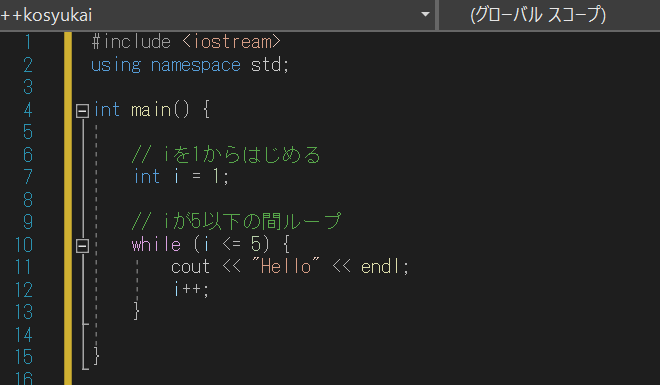 ++kosyukai (グローバル スコープ)
1 #include <iostream>
2 using namespace std;
3
4 int main() {
5
6 // iを1からはじめる
7 int i = 1;
8
9 // iが5以下の間ループ
10 while (i <= 5) {
11 cout << "Hello" << endl;
12 i++;
13 }
14
15 }
16